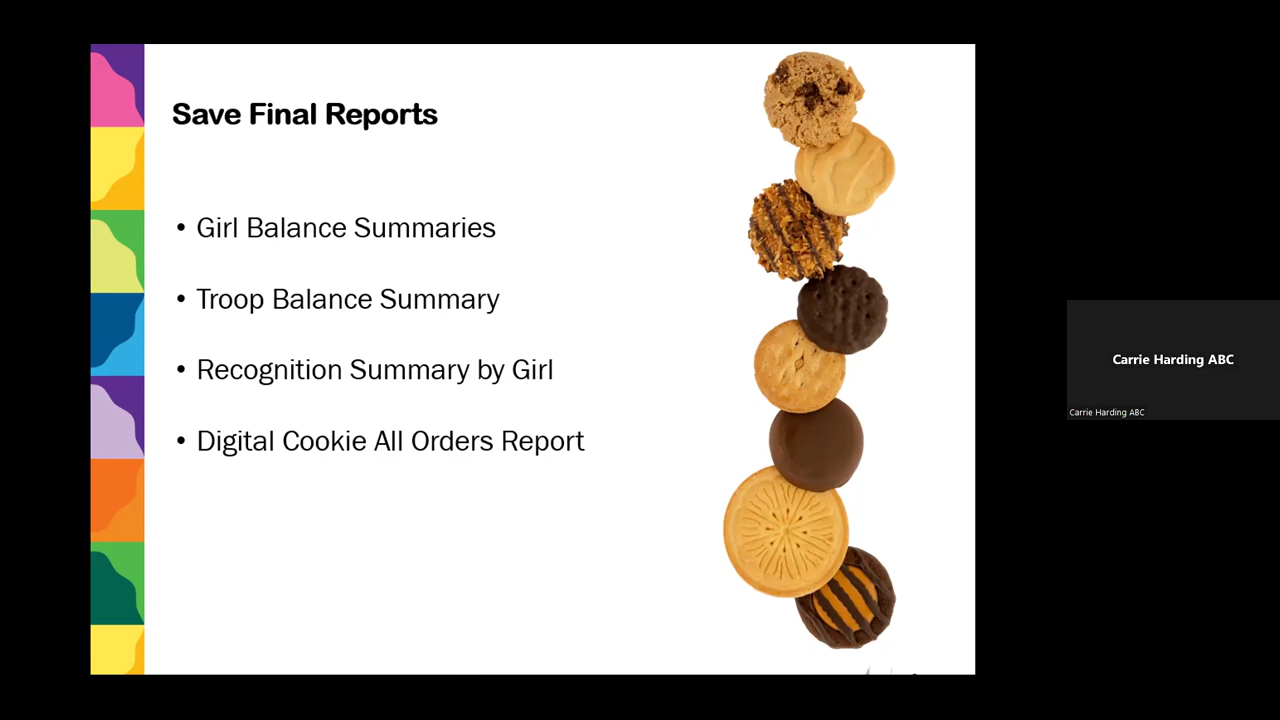 Save Final Reports
• Girl Balance Summaries
• Troop Balance Summary
• Recognition Summary by Girl
• Digital Cookie All Orders Report
Carrie Harding ABC
Carrie Harding ABC